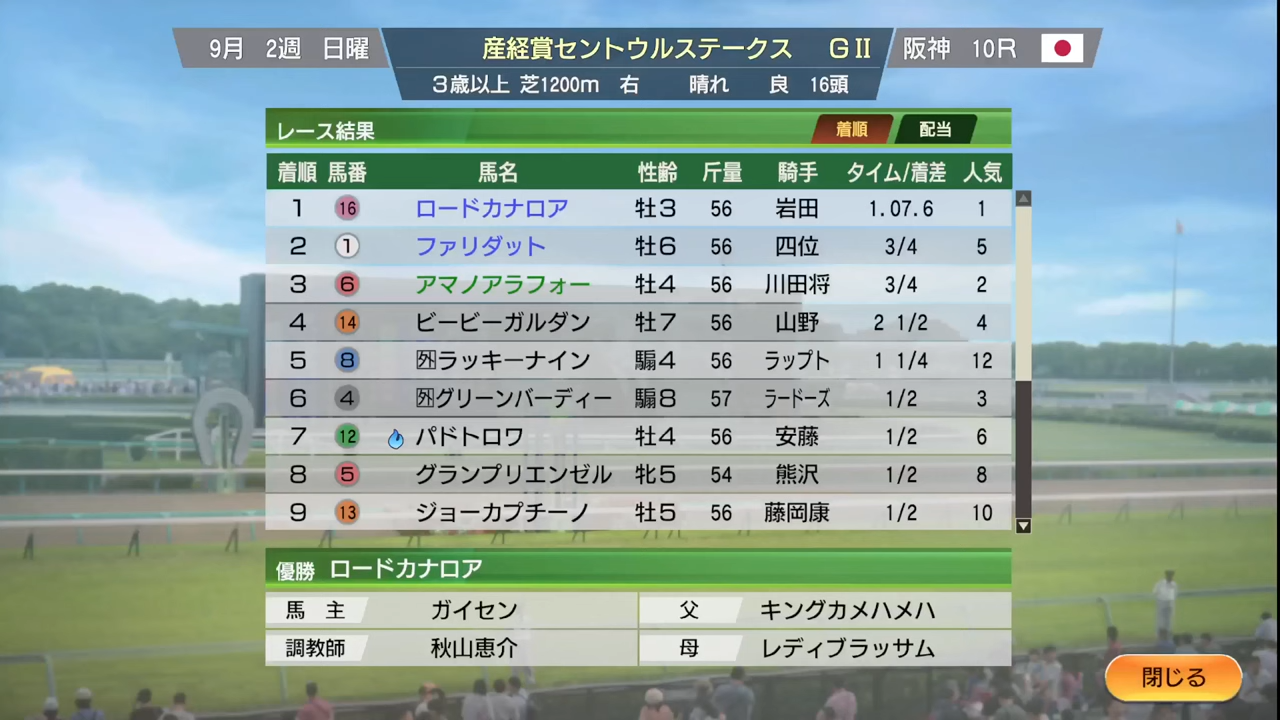 9月 2週 日曜 産経賞セントウルステークス GⅡ 阪神 10R
3歳以上 芝1200m 右 晴れ 良 16頭
レース結果 着順 配当
着順 馬番 馬名 性齢 斤量 騎手 タイム/着差 人気
1 16 ロードカナロア 牡3 56 岩田 1.07.6 1
2 1 ファリダット 牡6 56 四位 3/4 5
3 6 アマノアラフォー 牡4 56 川田将 3/4 2
4 14 ビービーガルダン 牡7 56 山野 2 1/2 4
5 8 外ラッキーナイン 騸4 56 ラップト 1 1/4 12
6 4 外グリーンバーディー 騸8 57 ラードーズ 1/2 3
7 12 パドトロワ 牡4 56 安藤 1/2 6
8 5 グランプリエンゼル 牝5 54 熊沢 1/2 8
9 13 ジョーカプチーノ 牡5 56 藤岡康 1/2 10
優勝 ロードカナロア
馬主 ガイセン 父 キングカメハメハ
調教師 秋山恵介 母 レディブラッサム
閉じる